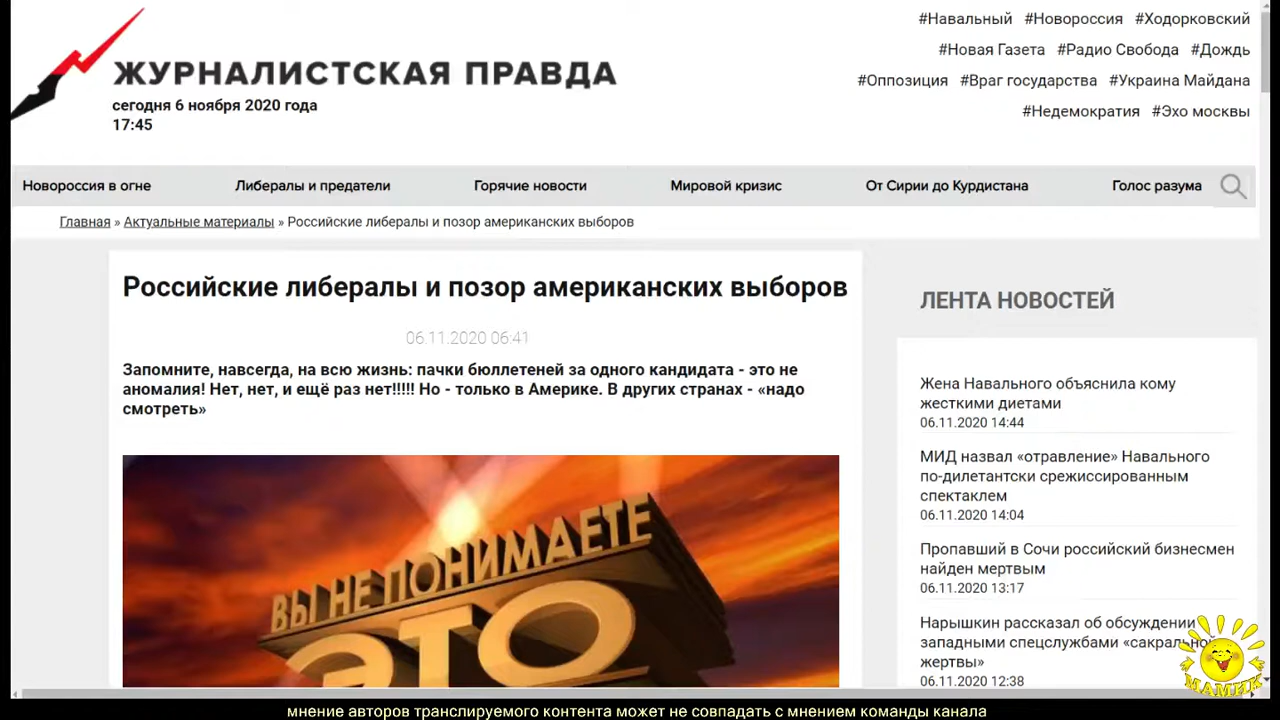 ЖУРНАЛИСТСКАЯ ПРАВДА
сегодня 6 ноября 2020 года
17:45
#Навальный #Новороссия #Ходорковский
#Новая Газета #Радио Свобода #Дождь
#Оппозиция #Враг государства #Украина Майдана
#Недемократия #Эхо москвы
Новороссия в огне Либералы и предатели Горячие новости Мировой кризис От Сирии до Курдистана Голос разума
Главная » Актуальные материалы » Российские либералы и позор американских выборов
Российские либералы и позор американских выборов
06.11.2020 06:41
Запомните, навсегда, на всю жизнь: пачки бюллетеней за одного кандидата - это не
аномалия! Нет, нет, и ещё раз нет!!!!! Но - только в Америке. В других странах - «надо
смотреть»
ВЫ НЕ ПОНИМАЕТЕ
ЭТО
ЛЕНТА НОВОСТЕЙ
Жена Навального объяснила кому
жесткими диетами
06.11.2020 14:44
МИД назвал «отравление» Навального
по-дилетантски срежиссированным
спектаклем
06.11.2020 14:04
Пропавший в Сочи российский бизнесмен
найден мертвым
06.11.2020 13:17
Нарышкин рассказал об обсуждении
западными спецслужбами «сакральной
жертвы»
06.11.2020 12:38
МАМИК
мнение авторов транслируемого контента может не совпадать с мнением команды канала